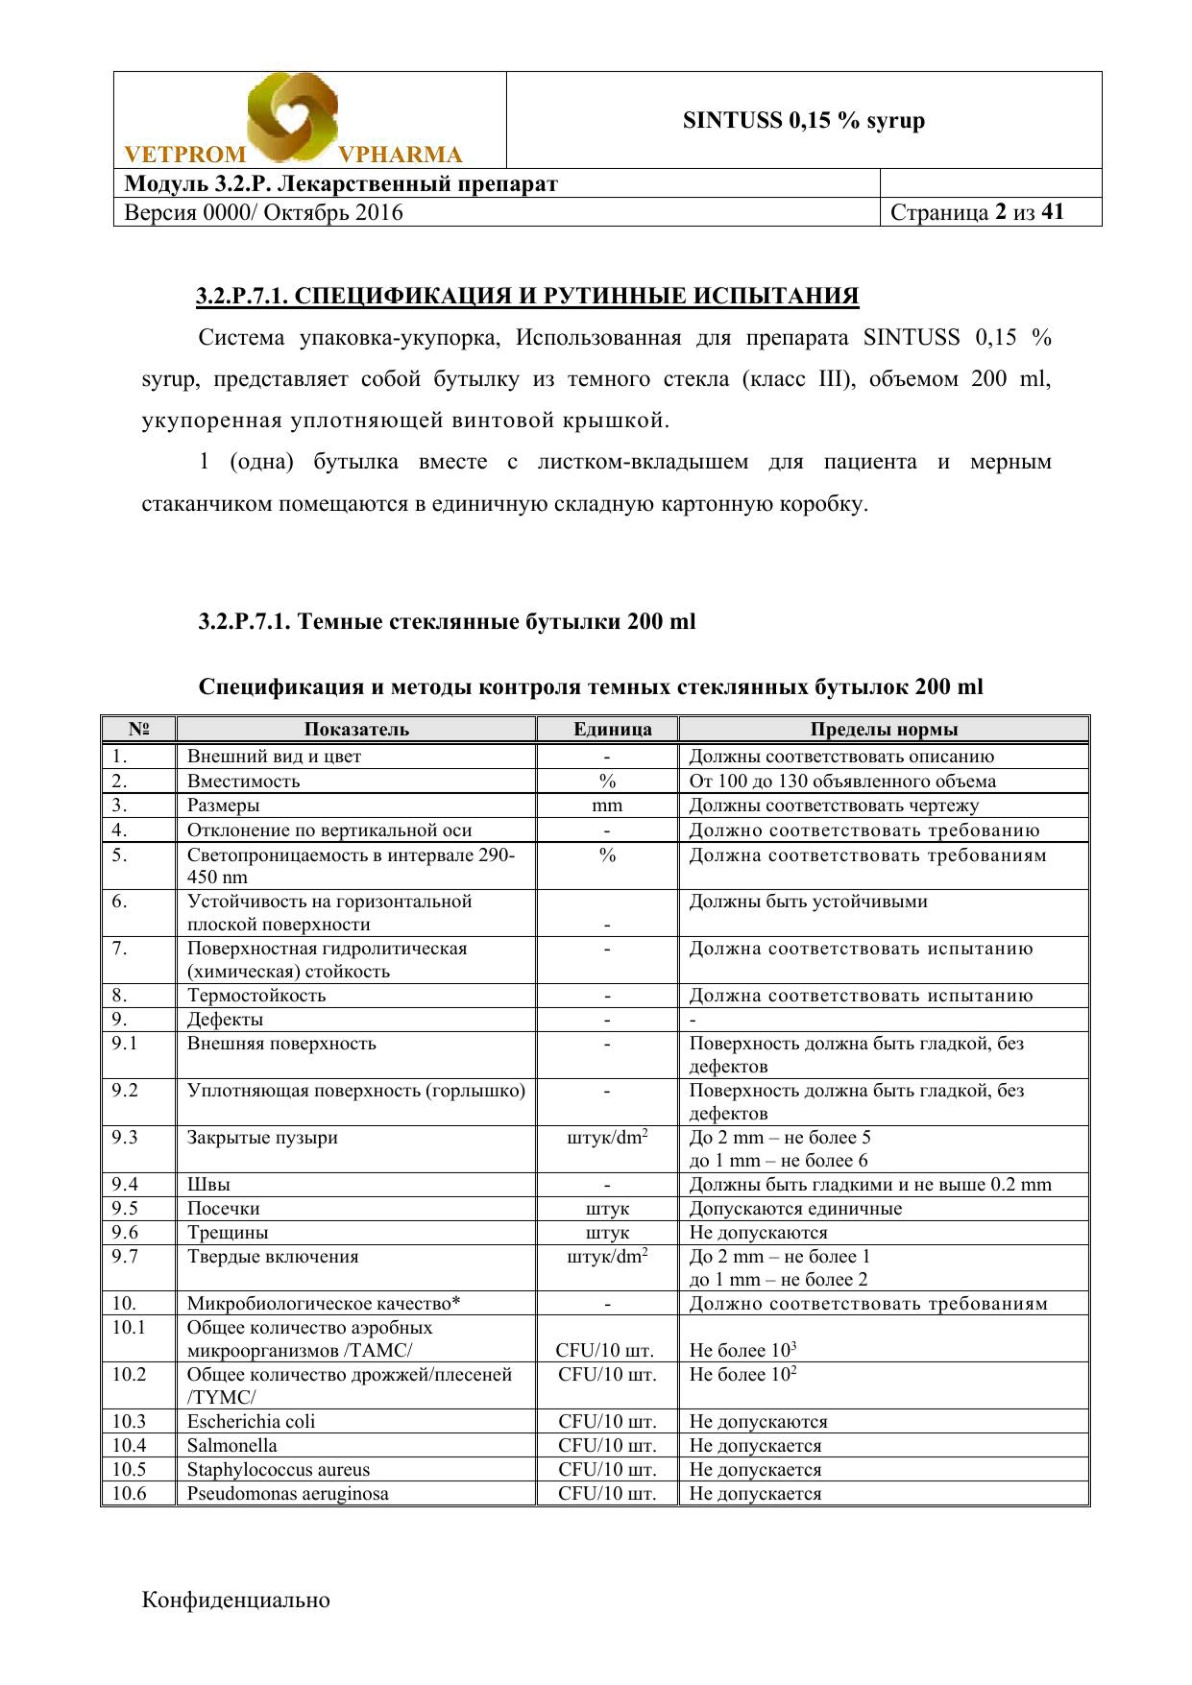 VETPROM VPHARMA
SINTUSS 0,15 % syrup
Модуль 3.2.Р. Лекарственный препарат
Версия 0000/ Октябрь 2016
Страница 2 из 41
3.2.Р.7.1. СПЕЦИФИКАЦИЯ И РУТИННЫЕ ИСПЫТАНИЯ
Система упаковка-укупорка, Использованная для препарата SINTUSS 0,15 %
syrup, представляет собой бутылку из темного стекла (класс III), объемом 200 ml,
укупоренная уплотняющей винтовой крышкой.
1 (одна) бутылка вместе с листком-вкладышем для пациента и мерным
стаканчиком помещаются в единичную складную картонную коробку.
3.2.Р.7.1. Темные стеклянные бутылки 200 ml
Спецификация и методы контроля темных стеклянных бутылок 200 ml
№ Показатель Единица Пределы нормы
1. Внешний вид и цвет - Должны соответствовать описанию
2. Вместимость % От 100 до 130 объявленного объема
3. Размеры mm Должны соответствовать чертежу
4. Отклонение по вертикальной оси - Должно соответствовать требованию
5. Светопроницаемость в интервале 290- % Должна соответствовать требованиям
450 nm
6. Устойчивость на горизонтальной Должны быть устойчивыми
плоской поверхности -
7. Поверхностная гидролитическая - Должна соответствовать испытанию
(химическая) стойкость
8. Термостойкость - Должна соответствовать испытанию
9. Дефекты - -
9.1 Внешняя поверхность - Поверхность должна быть гладкой, без
дефектов
9.2 Уплотняющая поверхность (горлышко) - Поверхность должна быть гладкой, без
дефектов
9.3 Закрытые пузыри штук/dm² До 2 mm – не более 5
до 1 mm – не более 6
9.4 Швы - Должны быть гладкими и не выше 0.2 mm
9.5 Посечки штук Допускаются единичные
9.6 Трещины штук Не допускаются
9.7 Твердые включения штук/dm² До 2 mm – не более 1
до 1 mm – не более 2
10. Микробиологическое качество* - Должно соответствовать требованиям
10.1 Общее количество аэробных
микроорганизмов /TAMC/ CFU/10 шт. Не более 10³
10.2 Общее количество дрожжей/плесеней CFU/10 шт. Не более 10²
/TYMC/
10.3 Escherichia coli CFU/10 шт. Не допускаются
10.4 Salmonella CFU/10 шт. Не допускается
10.5 Staphylococcus aureus CFU/10 шт. Не допускается
10.6 Pseudomonas aeruginosa CFU/10 шт. Не допускается
Конфиденциально